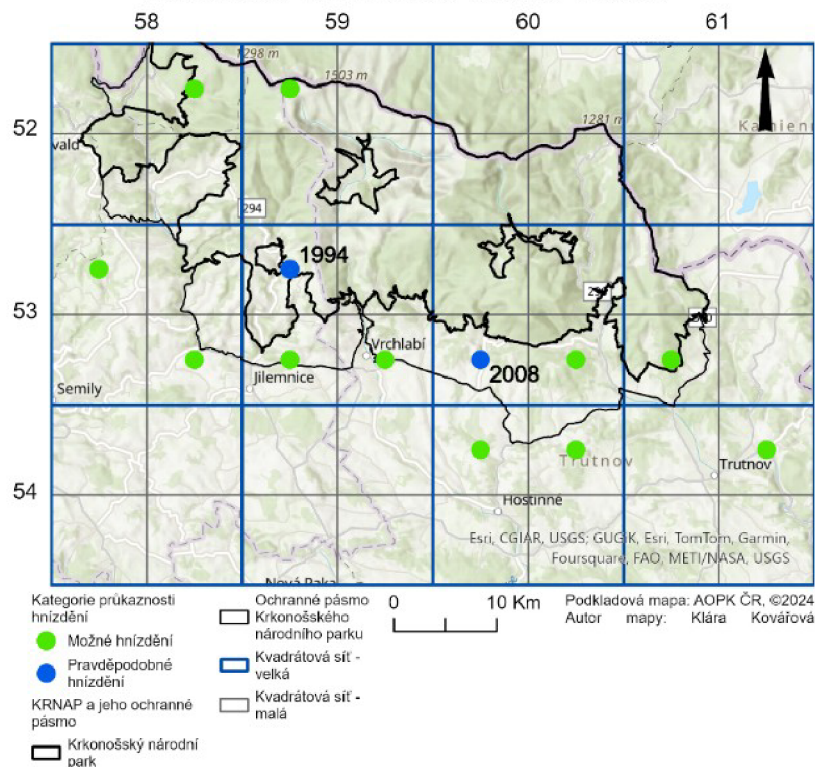 58 59 60 61
1298 m
1503 m
1281 m
52
vald
294
1994
53
Vrchlabí
2008
Semily
Jilemnice
Trutnov
Trutnov
54
Hostinné
Esri, CGIAR, USGS; GUGiK, Esri, TomTom, Garmin,
Foursquare, FAO, METI/NASA, USGS
Nová Paka
Kategorie průkaznosti
hnízdění
Možné hnízdění
Pravděpodobné
hnízdění
KRNAP a jeho ochranné
pásmo
Krkonošský národní
park
Ochranné pásmo
Krkonošského
národního parku
Kvadrátová síť -
velká
Kvadrátová síť -
malá
0 10 Km
Podkladová mapa: AOPK ČR, ©2024
Autor mapy: Klára Kovářová